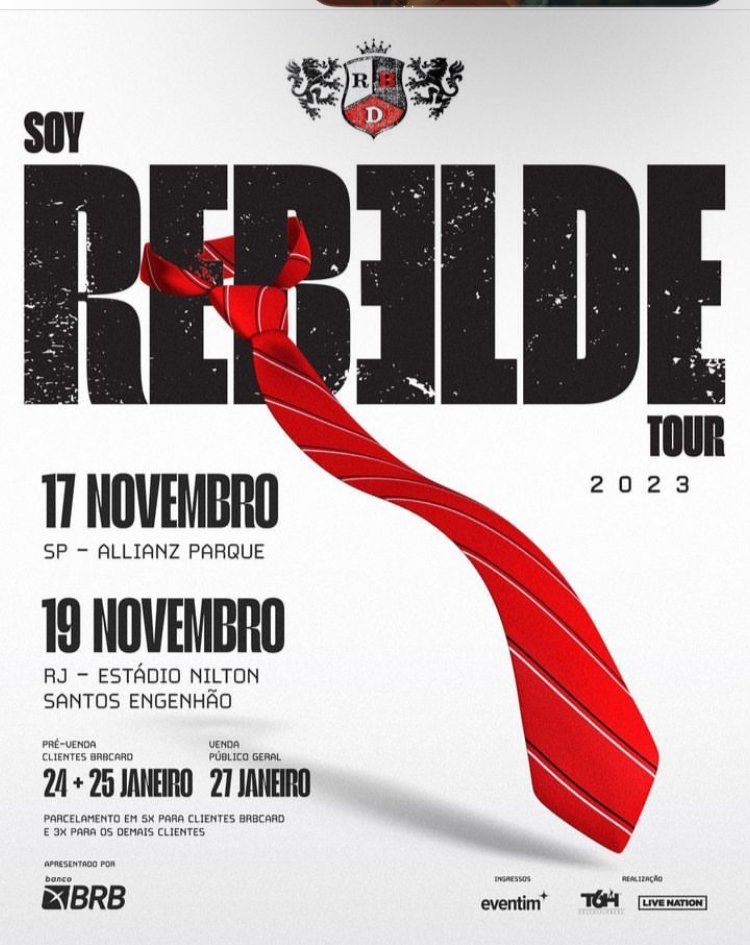 R B
D
SOY
REBELDE
TOUR
2023
17 NOVEMBRO
SP - ALLIANZ PARQUE
19 NOVEMBRO
RJ - ESTÁDIO NILTON
SANTOS ENGENHÃO
PRÉ-VENDA
CLIENTES BRBCARD
24 + 25 JANEIRO
VENDA
PÚBLICO GERAL
27 JANEIRO
PARCELAMENTO EM 5X PARA CLIENTES BRBCARD
E 3X PARA OS DEMAIS CLIENTES
APRESENTADO POR
banco
BRB
INGRESSOS
eventim
REALIZAÇÃO
T6H
ENTERTAINMENT
LIVE NATION